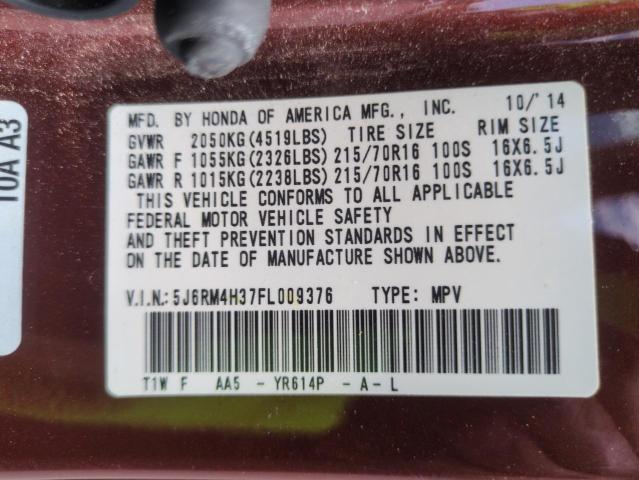 MFD. BY HONDA OF AMERICA MFG., INC. 10/'14
GVWR 2050KG(4519LBS) TIRE SIZE RIM SIZE
GAWR F 1055KG(2326LBS) 215/70R16 100S 16X6.5J
GAWR R 1015KG(2238LBS) 215/70R16 100S 16X6.5J
THIS VEHICLE CONFORMS TO ALL APPLICABLE
FEDERAL MOTOR VEHICLE SAFETY
AND THEFT PREVENTION STANDARDS IN EFFECT
ON THE DATE OF MANUFACTURE SHOWN ABOVE.
V.I.N.:5J6RM4H37FL009376 TYPE: MPV
T1W F AA5 - YR614P - A - L
T0A A3